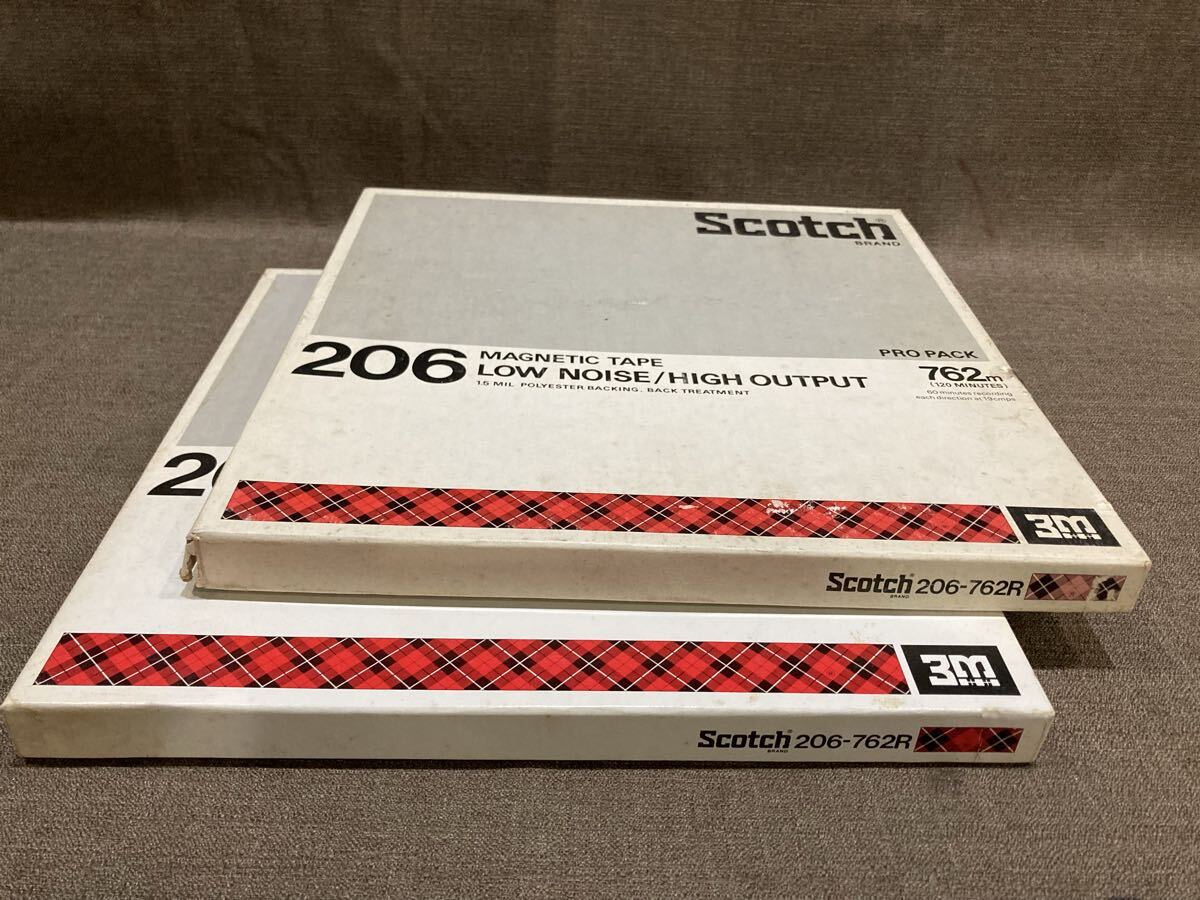 Scotch®
BRAND
PRO PACK
206 MAGNETIC TAPE
LOW NOISE/HIGH OUTPUT
1.5 MIL POLYESTER BACKING. BACK TREATMENT
762m
(120 MINUTES)
60 minutes recording
each direction at 19cmps
3M
Scotch® 206-762R
BRAND
20
3M
Scotch® 206-762R
BRAND